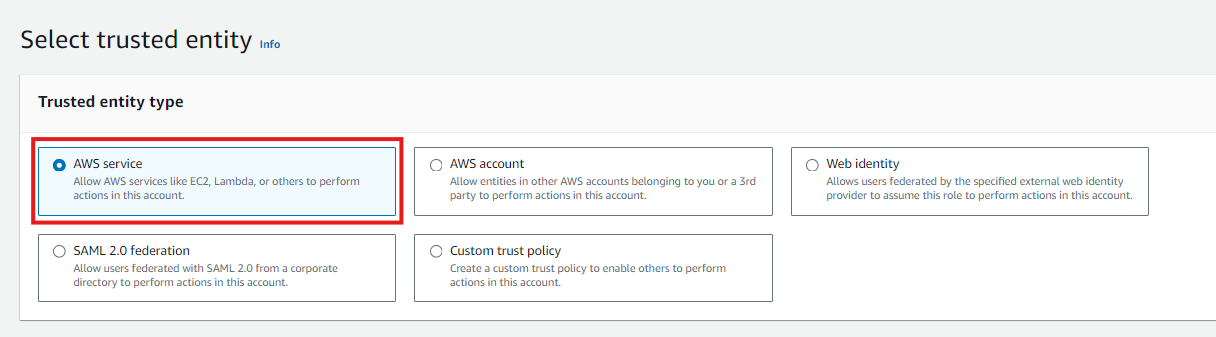 Select trusted entity Info
Trusted entity type
AWS service
Allow AWS services like EC2, Lambda, or others to perform
actions in this account.
AWS account
Allow entities in other AWS accounts belonging to you or a 3rd
party to perform actions in this account.
Web identity
Allows users federated by the specified external web identity
provider to assume this role to perform actions in this account.
SAML 2.0 federation
Allow users federated with SAML 2.0 from a corporate
directory to perform actions in this account.
Custom trust policy
Create a custom trust policy to enable others to perform
actions in this account.